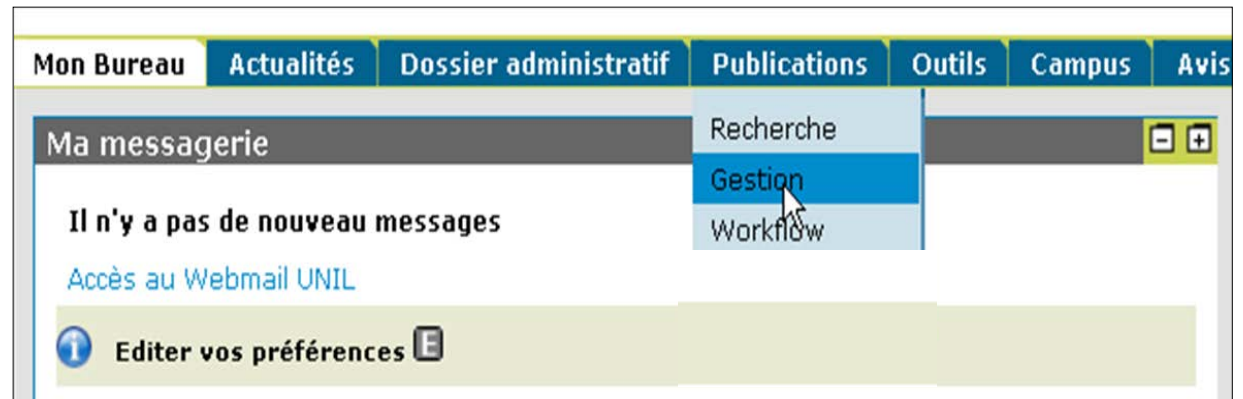 Mon Bureau Actualités Dossier administratif Publications Outils Campus Avis
Ma messagerie
Recherche
Gestion
Workflow
Il n'y a pas de nouveau messages
Accès au Webmail UNIL
Editer vos préférences E